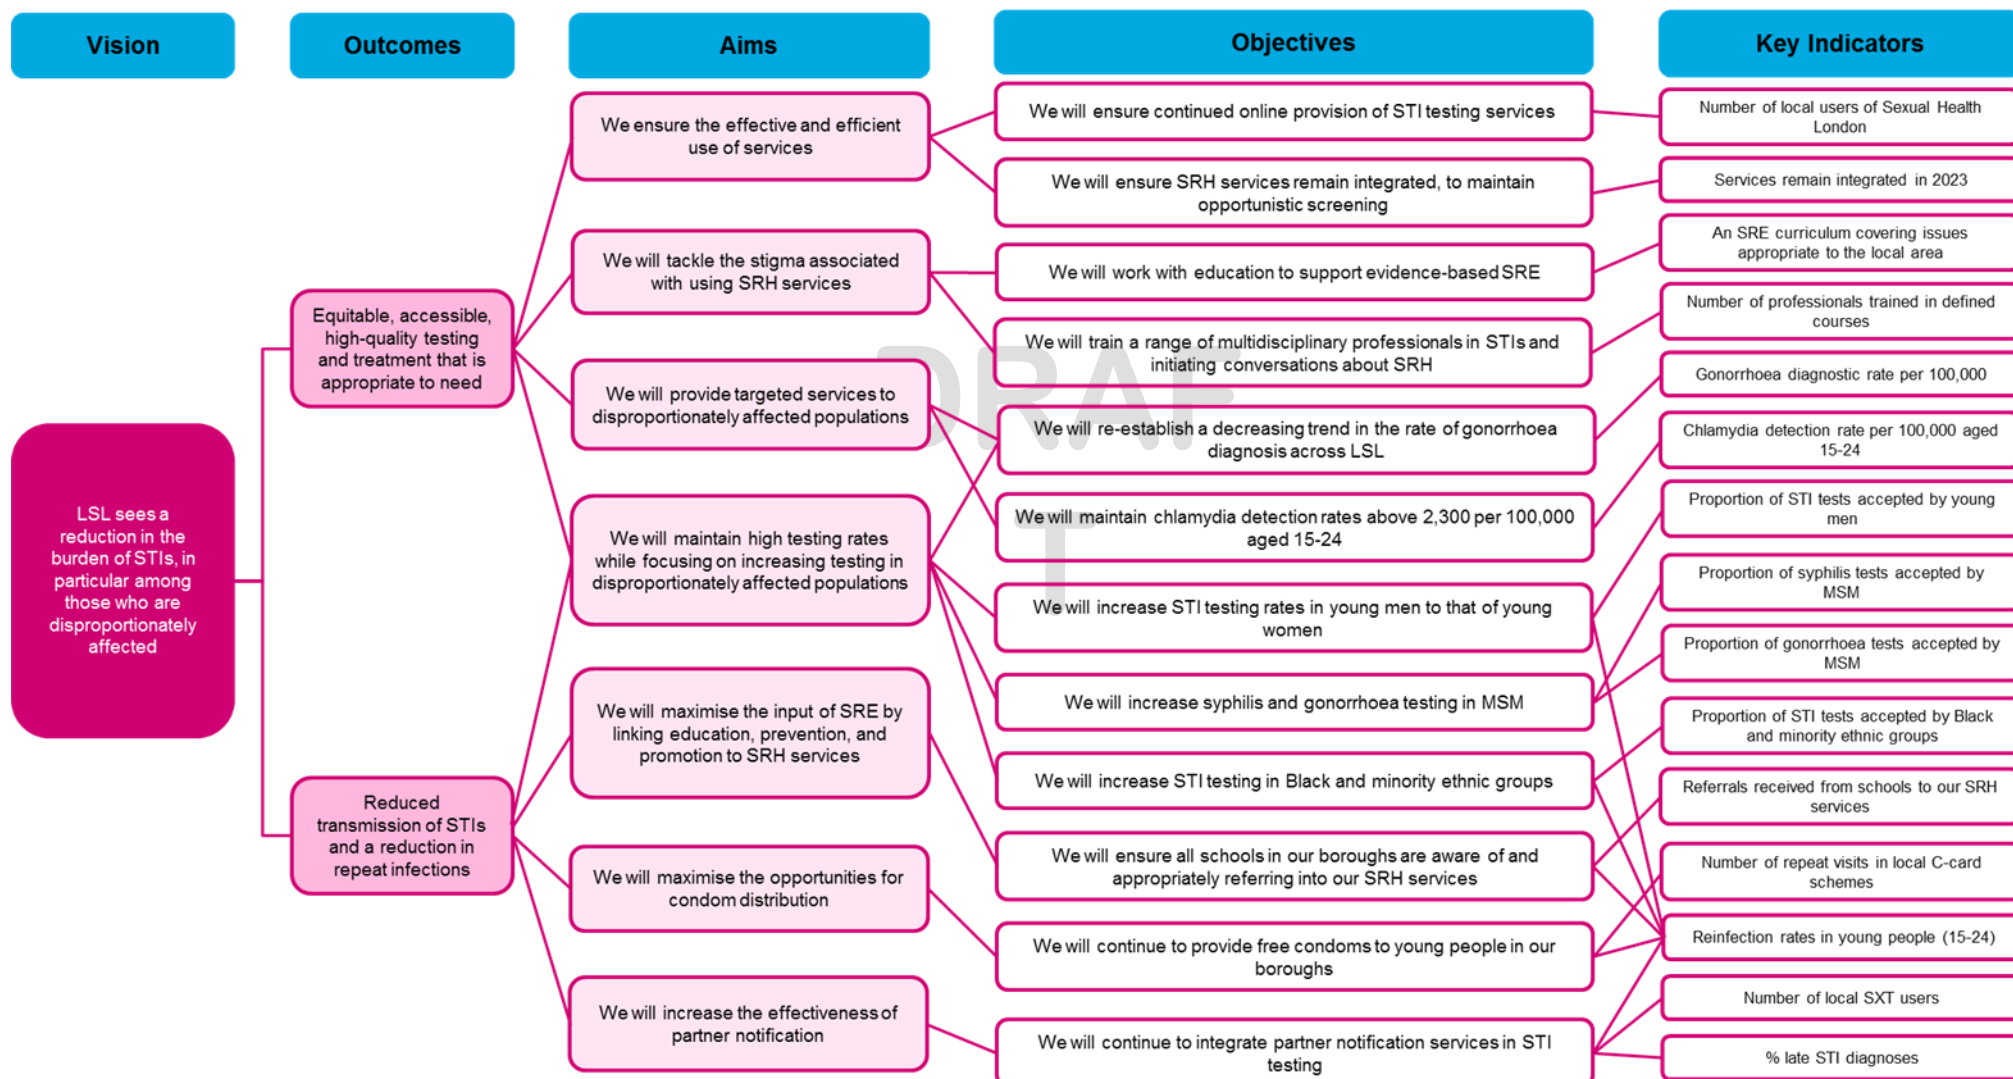 Vision
Outcomes
Aims
Objectives
Key Indicators
LSL sees a
reduction in the
burden of STIs, in
particular among
those who are
disproportionately
affected
Equitable, accessible,
high-quality testing
and treatment that is
appropriate to need
Reduced
transmission of STIs
and a reduction in
repeat infections
We ensure the effective and efficient
use of services
We will tackle the stigma associated
with using SRH services
We will provide targeted services to
disproportionately affected populations
We will maintain high testing rates
while focusing on increasing testing in
disproportionately affected populations
We will maximise the input of SRE by
linking education, prevention, and
promotion to SRH services
We will maximise the opportunities for
condom distribution
We will increase the effectiveness of
partner notification
We will ensure continued online provision of STI testing services
We will ensure SRH services remain integrated, to maintain
opportunistic screening
We will work with education to support evidence-based SRE
We will train a range of multidisciplinary professionals in STIs and
initiating conversations about SRH
We will re-establish a decreasing trend in the rate of gonorrhoea
diagnosis across LSL
We will maintain chlamydia detection rates above 2,300 per 100,000
aged 15-24
We will increase STI testing rates in young men to that of young
women
We will increase syphilis and gonorrhoea testing in MSM
We will increase STI testing in Black and minority ethnic groups
We will ensure all schools in our boroughs are aware of and
appropriately referring into our SRH services
We will continue to provide free condoms to young people in our
boroughs
We will continue to integrate partner notification services in STI
testing
Number of local users of Sexual Health
London
Services remain integrated in 2023
An SRE curriculum covering issues
appropriate to the local area
Number of professionals trained in defined
courses
Gonorrhoea diagnostic rate per 100,000
Chlamydia detection rate per 100,000 aged
15-24
Proportion of STI tests accepted by young
men
Proportion of syphilis tests accepted by
MSM
Proportion of gonorrhoea tests accepted by
MSM
Proportion of STI tests accepted by Black
and minority ethnic groups
Referrals received from schools to our SRH
services
Number of repeat visits in local C-card
schemes
Reinfection rates in young people (15-24)
Number of local SXT users
% late STI diagnoses
DRAF
T